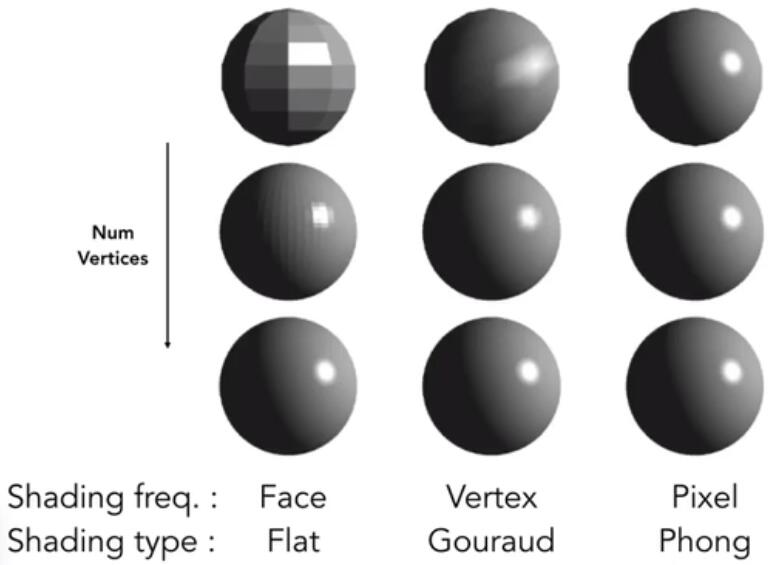 Num
Vertices
Shading freq. : Face Vertex Pixel
Shading type : Flat Gouraud Phong